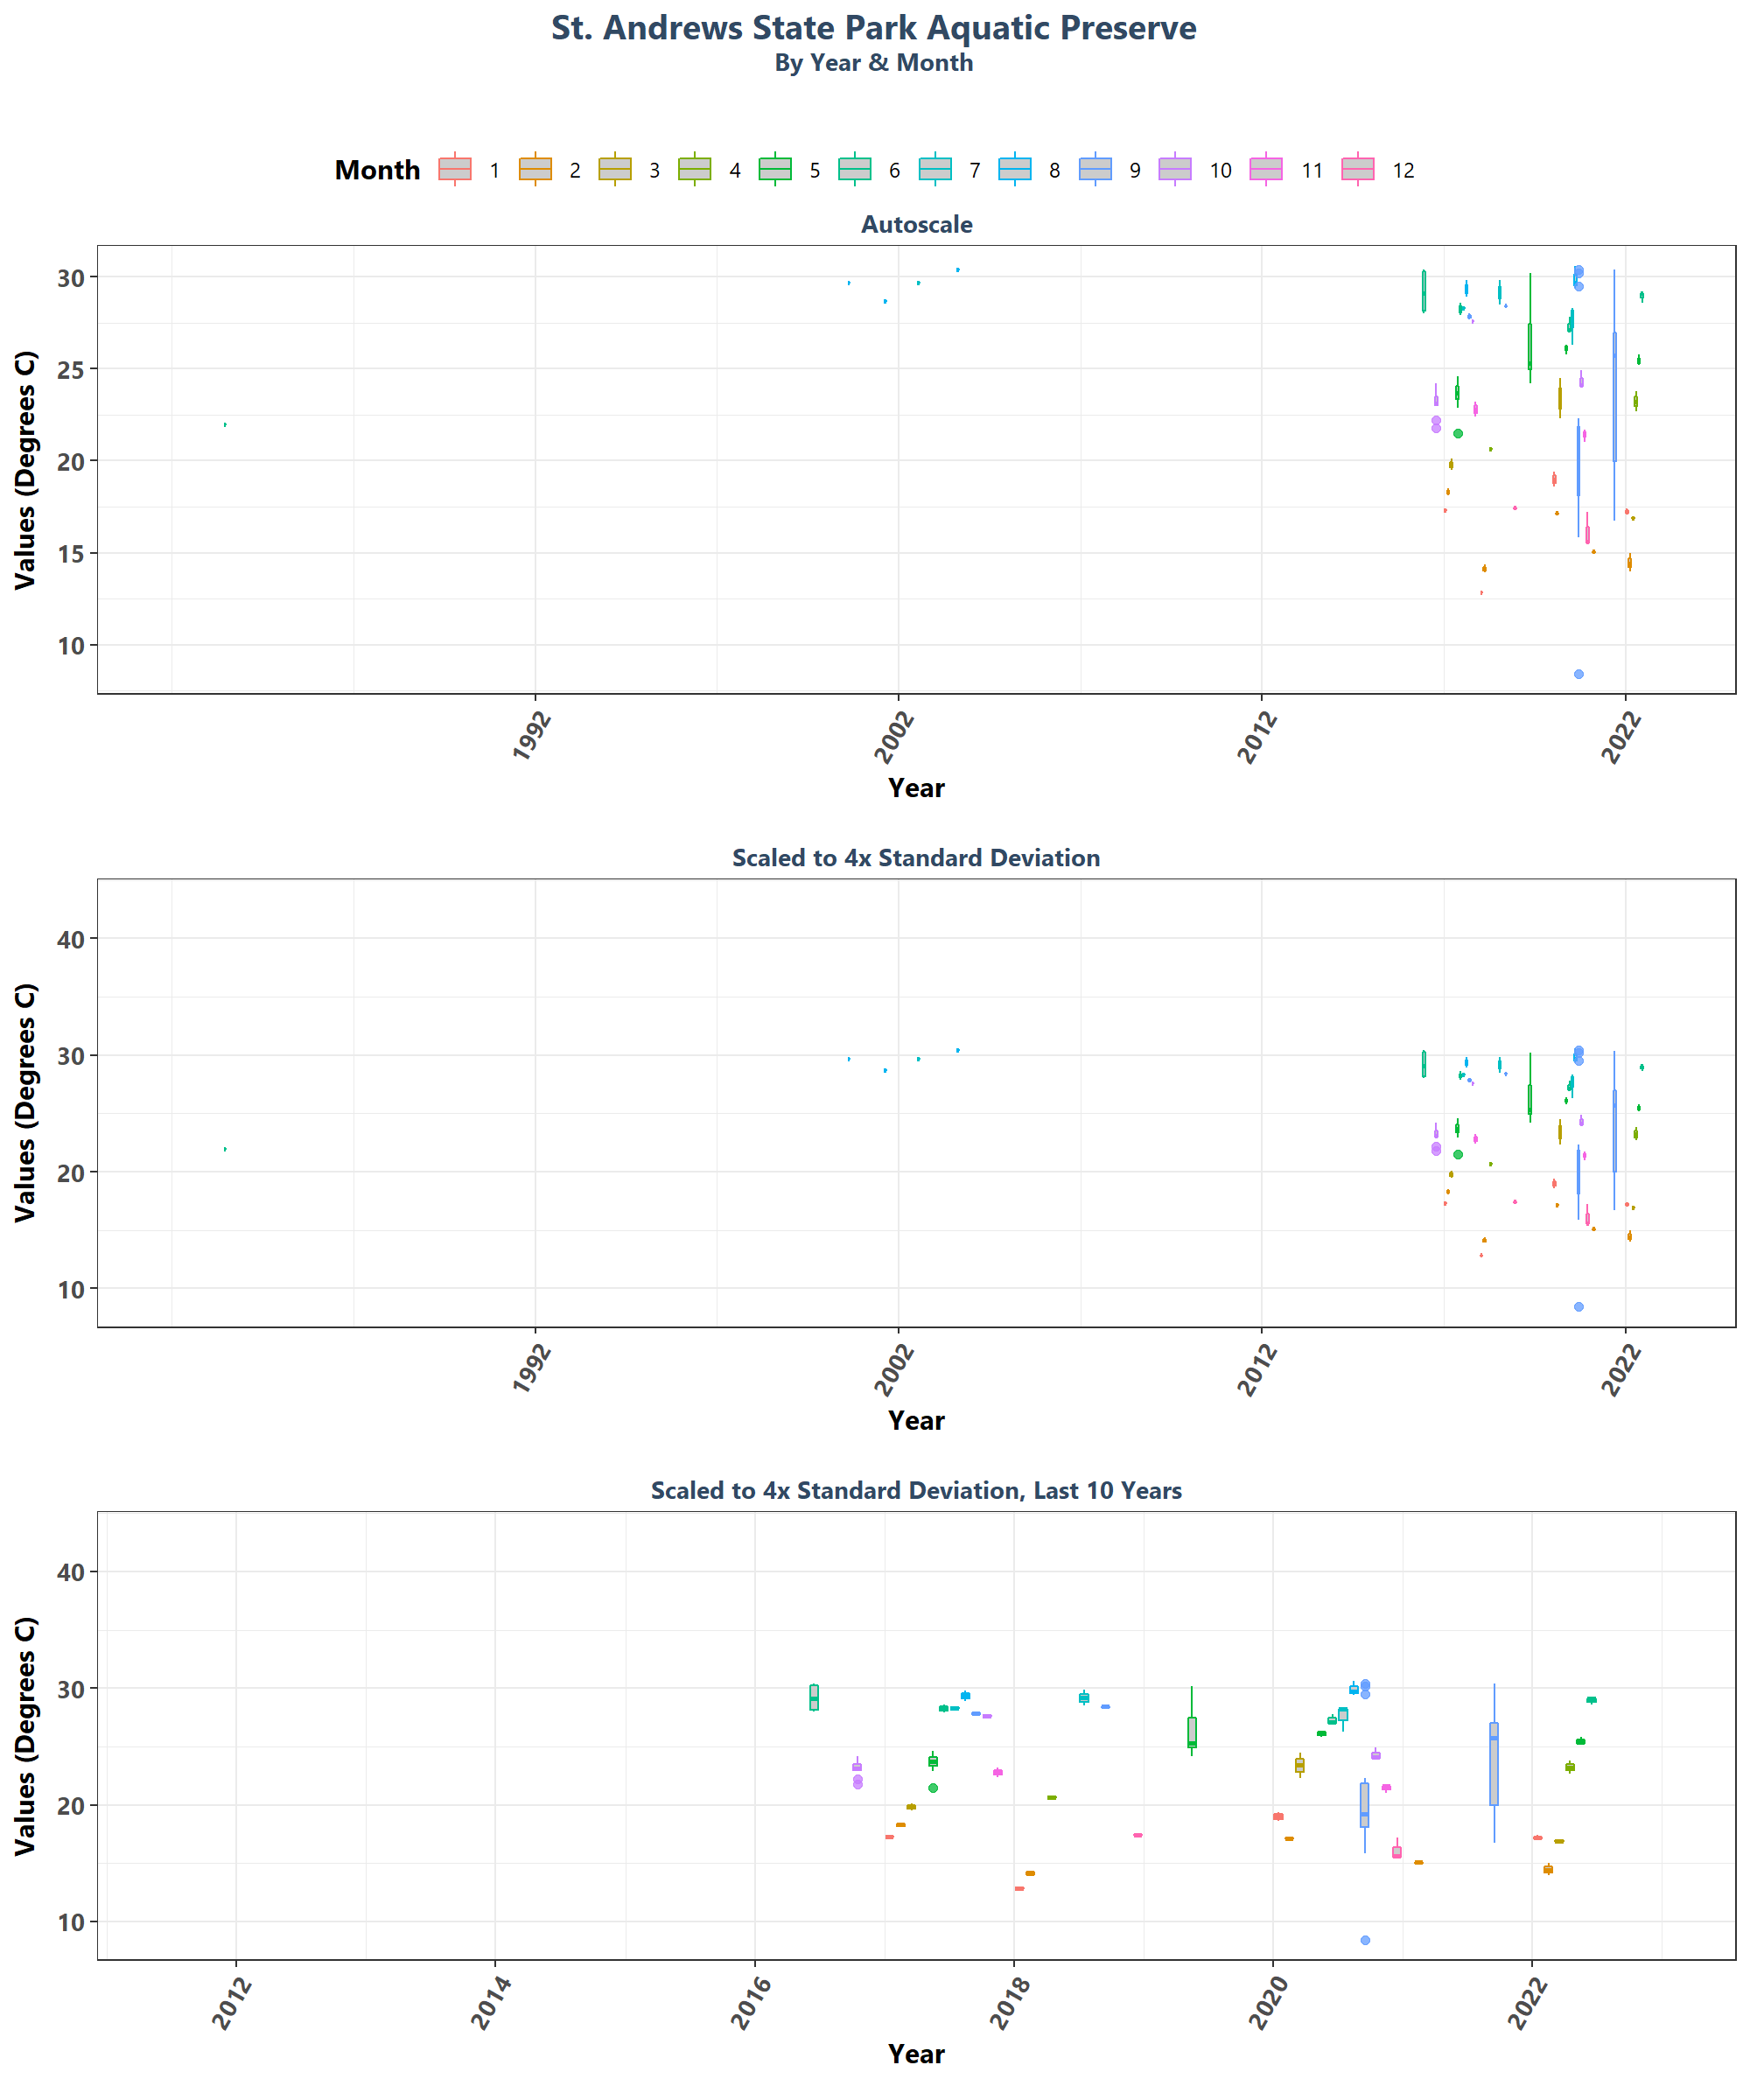 St. Andrews State Park Aquatic Preserve
By Year & Month
Month 1 2 3 4 5 6 7 8 9 10 11 12
Autoscale
Values (Degrees C)
30
25
20
15
10
1992 2002 2012 2022
Year
Scaled to 4x Standard Deviation
Values (Degrees C)
40
30
20
10
1992 2002 2012 2022
Year
Scaled to 4x Standard Deviation, Last 10 Years
Values (Degrees C)
40
30
20
10
2012 2014 2016 2018 2020 2022
Year